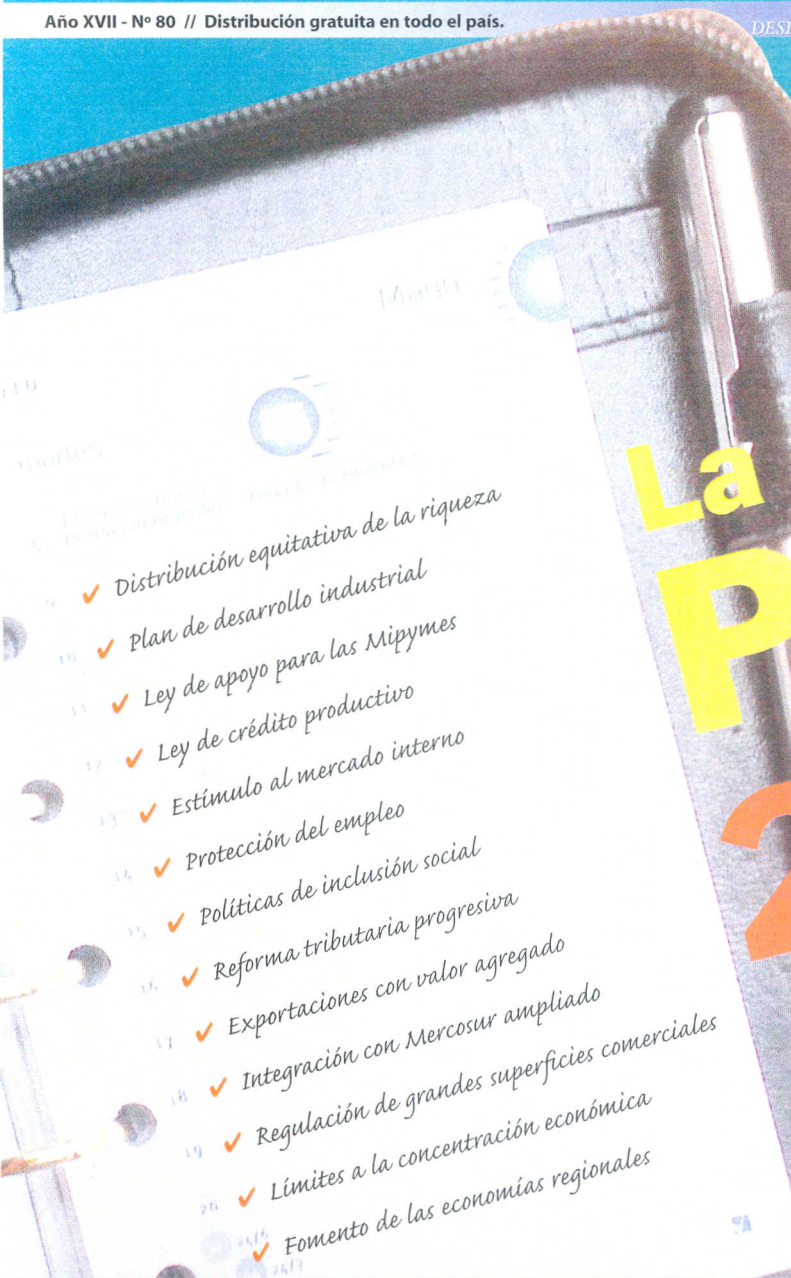 Año XVII - Nº 80 // Distribución gratuita en todo el país.
DESI
La
P
2
✓ Distribución equitativa de la riqueza
✓ Plan de desarrollo industrial
✓ Ley de apoyo para las Mipymes
✓ Ley de crédito productivo
✓ Estímulo al mercado interno
✓ Protección del empleo
✓ Políticas de inclusión social
✓ Reforma tributaria progresiva
✓ Exportaciones con valor agregado
✓ Integración con Mercosur ampliado
✓ Regulación de grandes superficies comerciales
✓ Límites a la concentración económica
✓ Fomento de las economías regionales